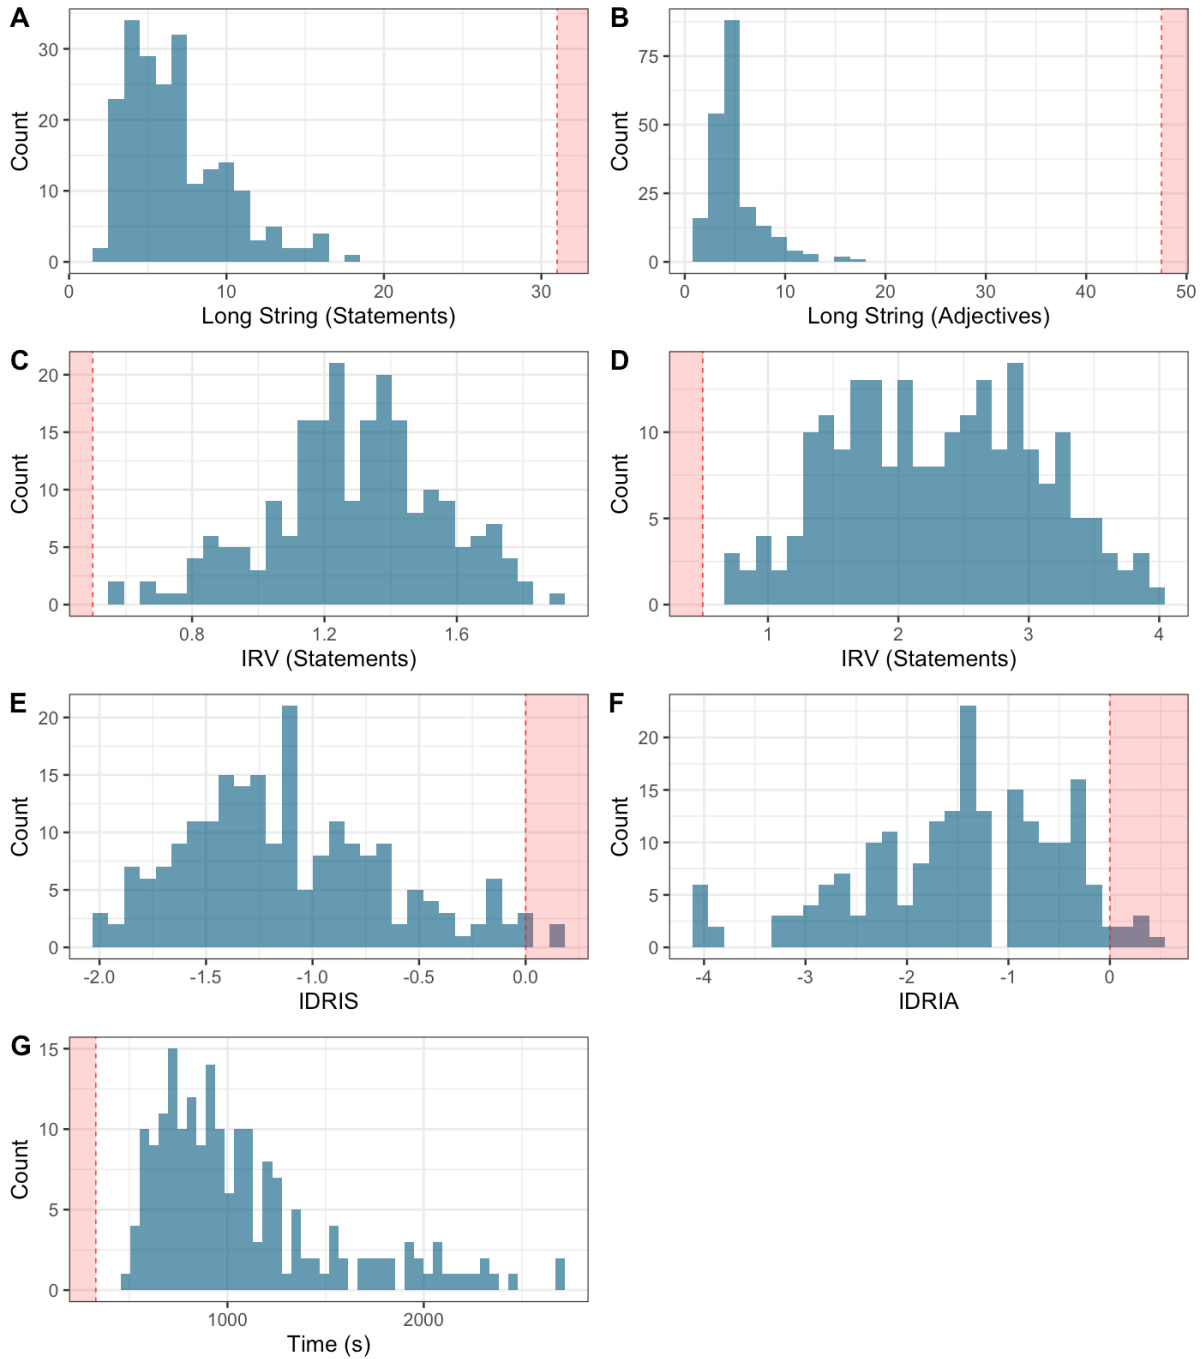 A
B
Count
30
20
10
0
0 10 20 30
Long String (Statements)
Count
75
50
25
0
0 10 20 30 40 50
Long String (Adjectives)
C
D
Count
20
15
10
5
0
0.8 1.2 1.6
IRV (Statements)
Count
10
5
0
1 2 3 4
IRV (Statements)
E
F
Count
20
15
10
5
0
-2.0 -1.5 -1.0 -0.5 0.0
IDRIS
Count
20
15
10
5
0
-4 -3 -2 -1 0
IDRIA
G
Count
15
10
5
0
1000 2000
Time (s)